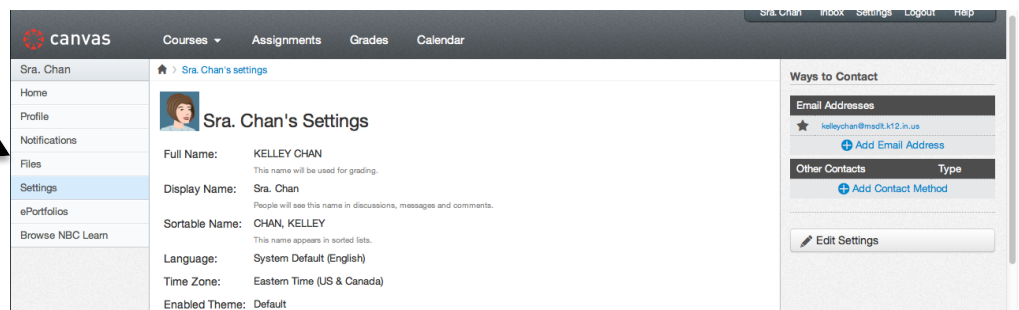 Sra. Chan Inbox Settings Logout Help
canvas Courses Assignments Grades Calendar
Sra. Chan
Home
Profile
Notifications
Files
Settings
ePortfolios
Browse NBC Learn
Sra. Chan's settings
Sra. Chan's Settings
Full Name: KELLEY CHAN
This name will be used for grading.
Display Name: Sra. Chan
People will see this name in discussions, messages and comments.
Sortable Name: CHAN, KELLEY
This name appears in sorted lists.
Language: System Default (English)
Time Zone: Eastern Time (US & Canada)
Enabled Theme: Default
Ways to Contact
Email Addresses
kelleychan@msdlt.k12.in.us
Add Email Address
Other Contacts Type
Add Contact Method
Edit Settings